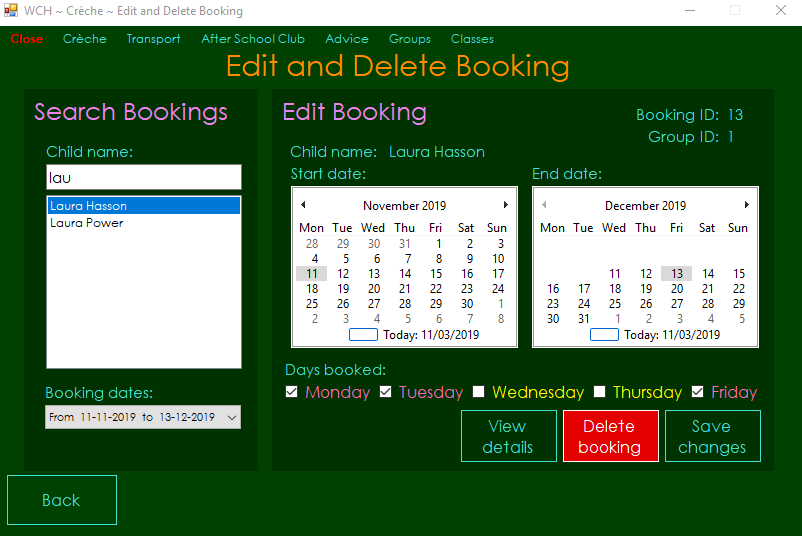 WCH ~ Crèche ~ Edit and Delete Booking
Close Crèche Transport After School Club Advice Groups Classes
Edit and Delete Booking
Search Bookings
Child name:
lau
Laura Hasson
Laura Power
Booking dates:
From 11-11-2019 to 13-12-2019
Edit Booking
Booking ID: 13
Group ID: 1
Child name: Laura Hasson
Start date:
November 2019
Mon Tue Wed Thu Fri Sat Sun
28 29 30 31 1 2 3
4 5 6 7 8 9 10
11 12 13 14 15 16 17
18 19 20 21 22 23 24
25 26 27 28 29 30 1
2 3 4 5 6 7 8
Today: 11/03/2019
End date:
December 2019
Mon Tue Wed Thu Fri Sat Sun
11 12 13 14 15
16 17 18 19 20 21 22
23 24 25 26 27 28 29
30 31 1 2 3 4 5
Today: 11/03/2019
Days booked:
Monday Tuesday Wednesday Thursday Friday
View
details
Delete
booking
Save
changes
Back